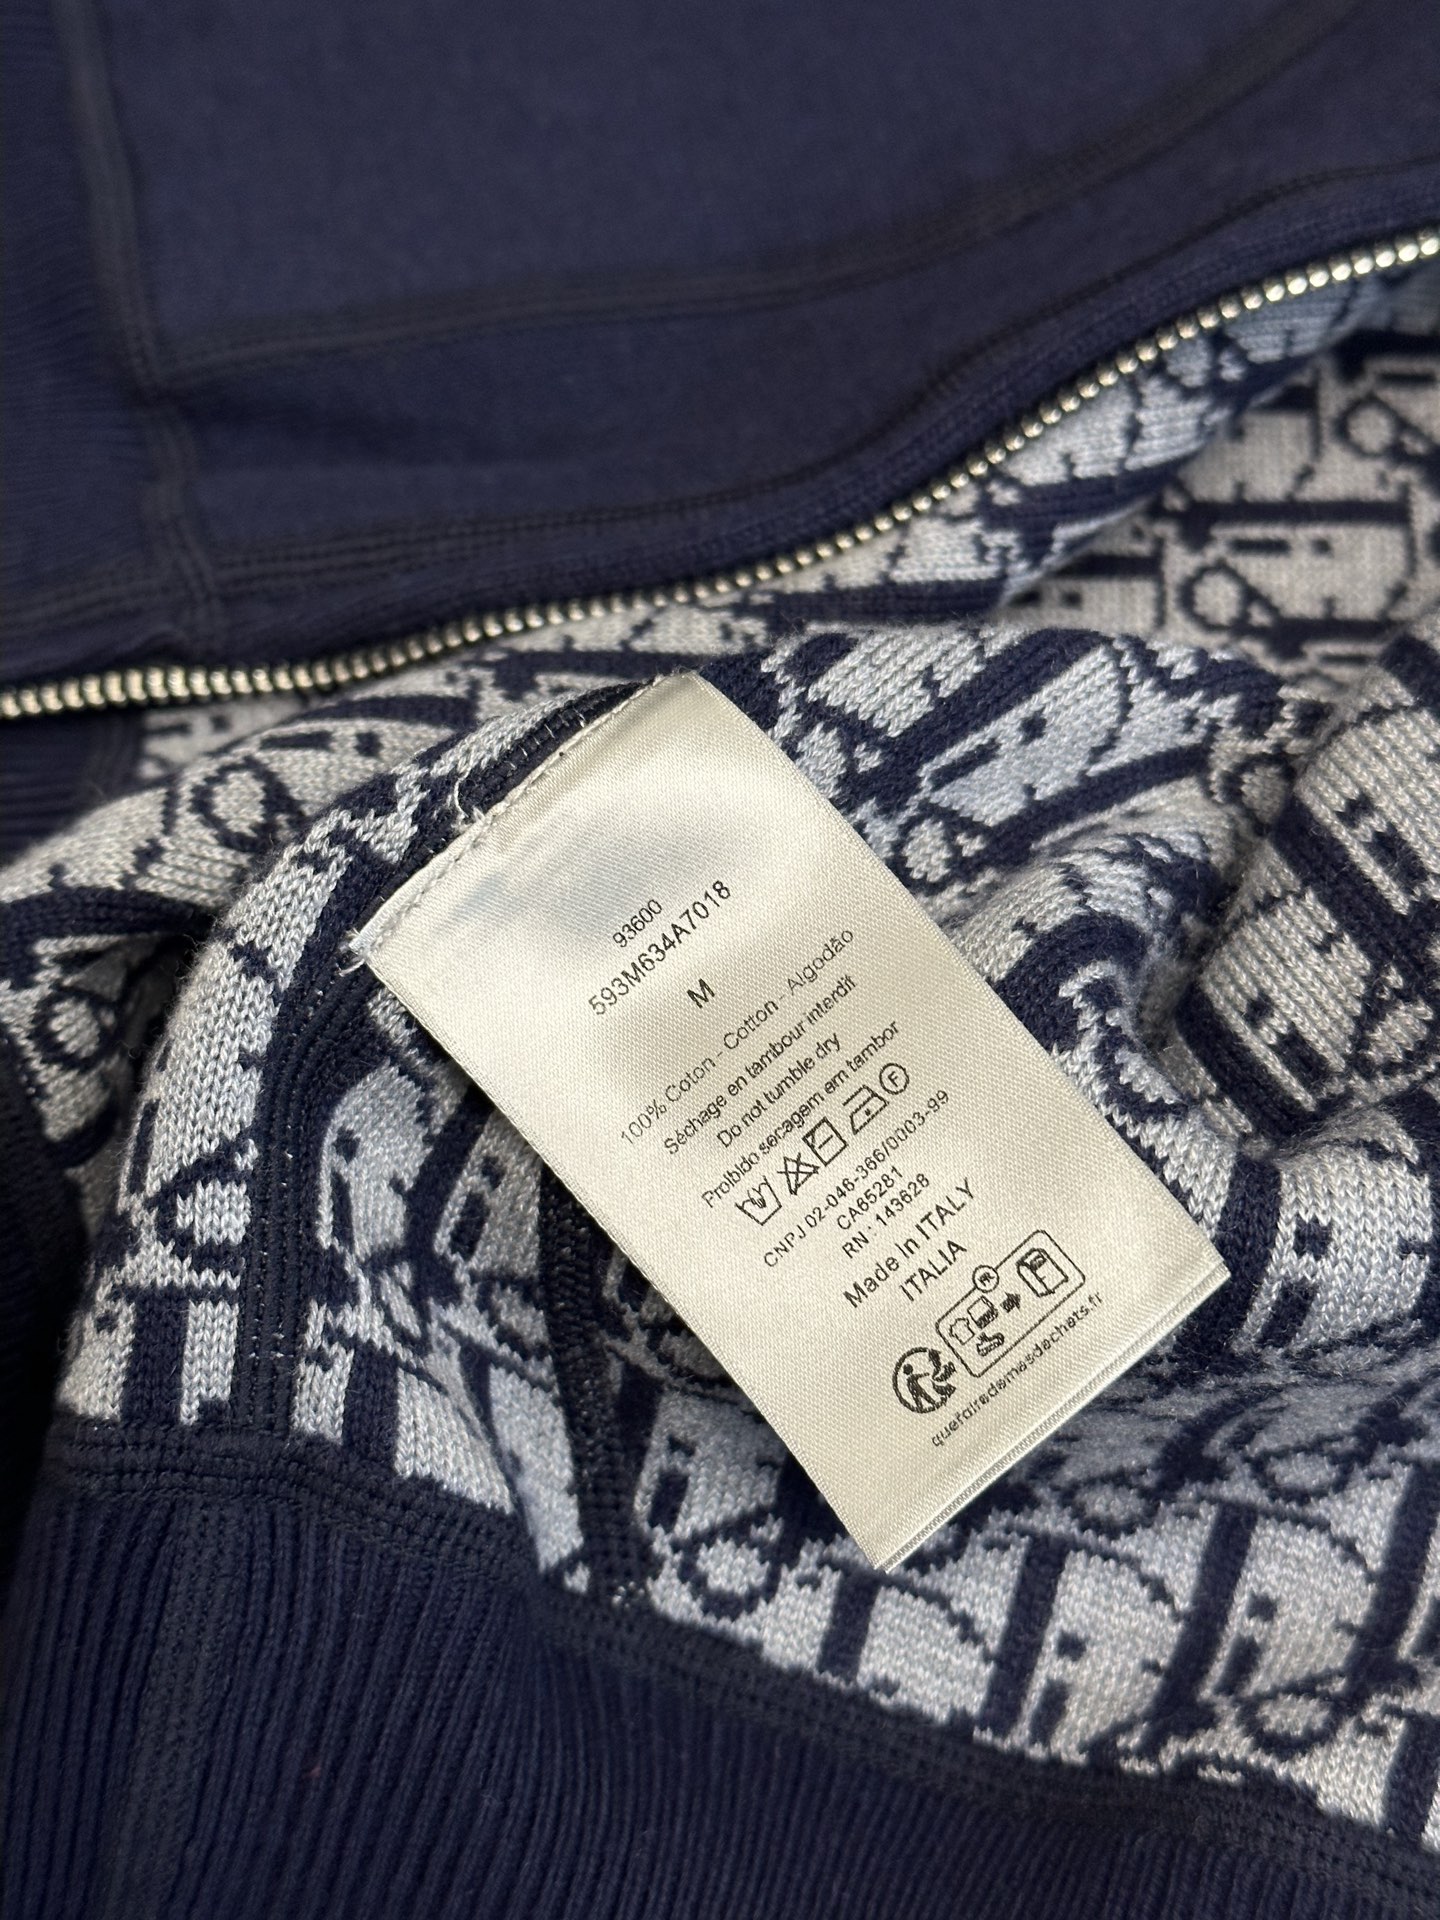 93600
593M634A7018
M
100% Coton - Cotton - Algodão
Séchage en tambour interdit
Do not tumble dry
Proibido secagem em tambor
F
CNPJ 02-046-366/0003-99
CA65281
RN : 143628
Made in ITALY
ITALIA
FR
quefairedemesdechets.fr